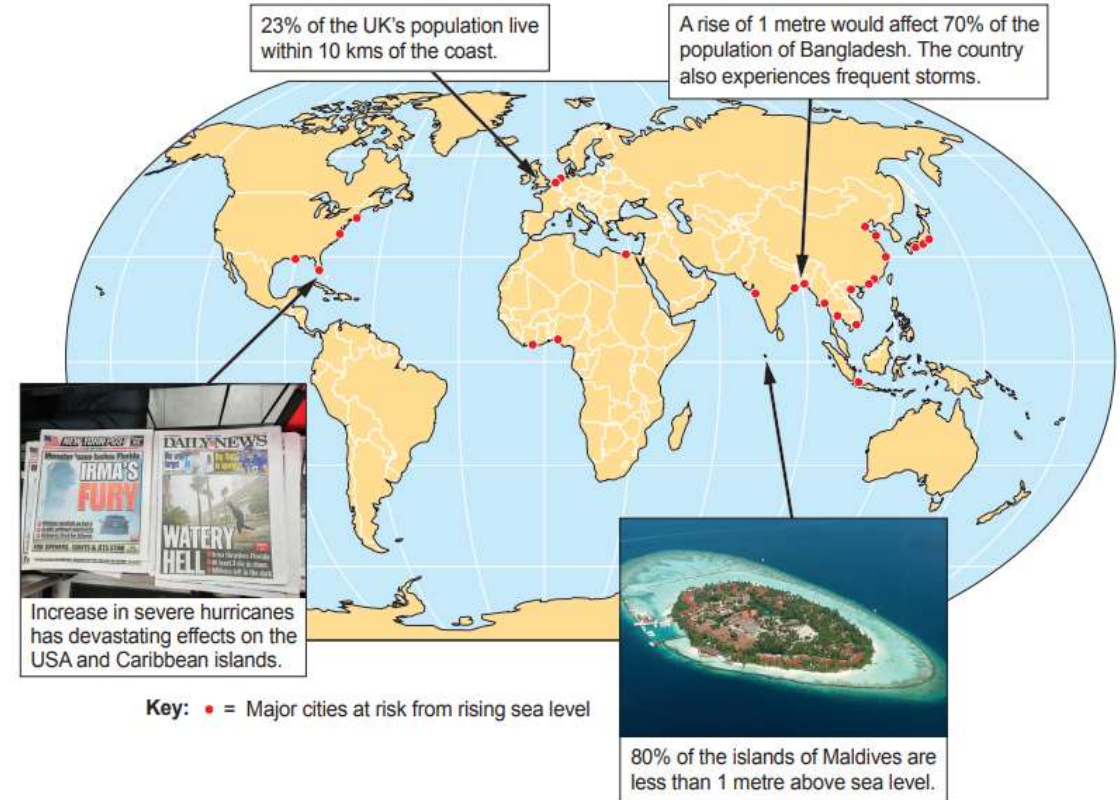 23% of the UK's population live
within 10 kms of the coast.
A rise of 1 metre would affect 70% of the
population of Bangladesh. The country
also experiences frequent storms.
NEW YORK POST
IRMA'S
FURY
DAILY NEWS
WATERY
HELL
Increase in severe hurricanes
has devastating effects on the
USA and Caribbean islands.
Key: • = Major cities at risk from rising sea level
80% of the islands of Maldives are
less than 1 metre above sea level.